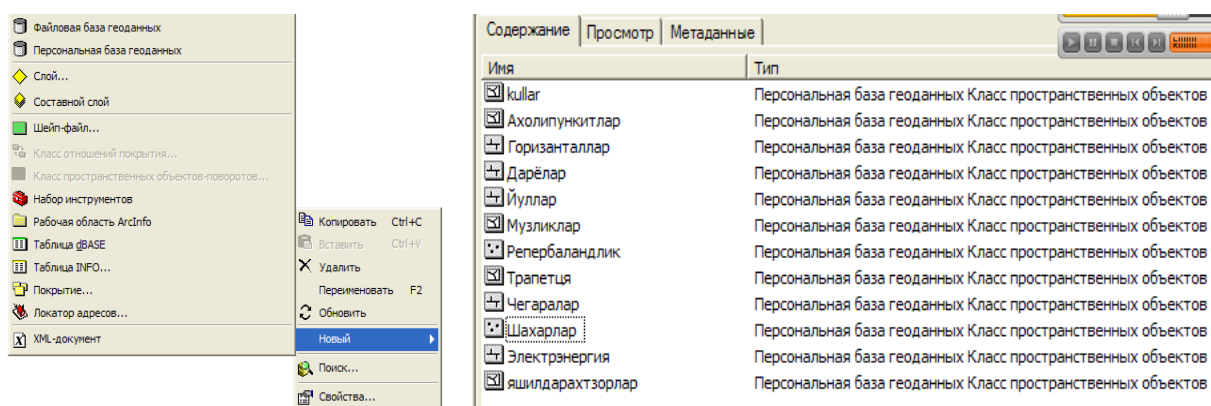 Файловая база геоданных
Персональная база геоданных
Слой...
Составной слой
Шейп-файл...
Класс отношений покрытия...
Класс пространственных объектов-поворотов...
Набор инструментов
Рабочая область ArcInfo
Таблица dBASE
Таблица INFO...
Покрытие...
Локатор адресов...
XML-документ
Копировать Ctrl+C
Вставить Ctrl+V
Удалить
Переименовать F2
Обновить
Новый
Поиск...
Свойства...
Содержание Просмотр Метаданные
Имя Тип
kullar Персональная база геоданных Класс пространственных объектов
Ахолипункитлар Персональная база геоданных Класс пространственных объектов
Горизанталлар Персональная база геоданных Класс пространственных объектов
Дарёлар Персональная база геоданных Класс пространственных объектов
Йуллар Персональная база геоданных Класс пространственных объектов
Музликлар Персональная база геоданных Класс пространственных объектов
Репербаландлик Персональная база геоданных Класс пространственных объектов
Трапетця Персональная база геоданных Класс пространственных объектов
Чегаралар Персональная база геоданных Класс пространственных объектов
Шахарлар Персональная база геоданных Класс пространственных объектов
Электрэнергия Персональная база геоданных Класс пространственных объектов
яшилдарахтзорлар Персональная база геоданных Класс пространственных объектов